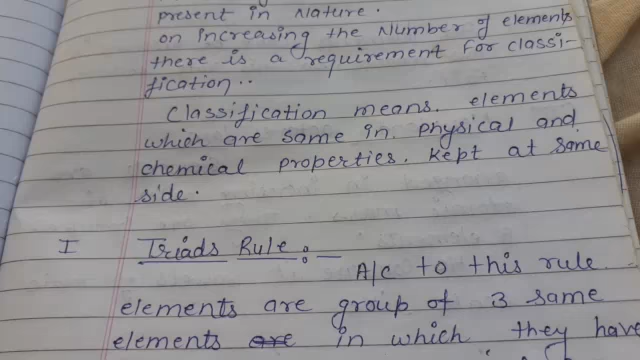 present in Nature.
on increasing the Number of elements
there is a requirement for classi-
fication..
Classification means. elements
which are same in. physical and
chemical properties. kept at same
side.
I Triads Rule:-
A/c to this rule
elements are group of 3 same
elements are in which they have